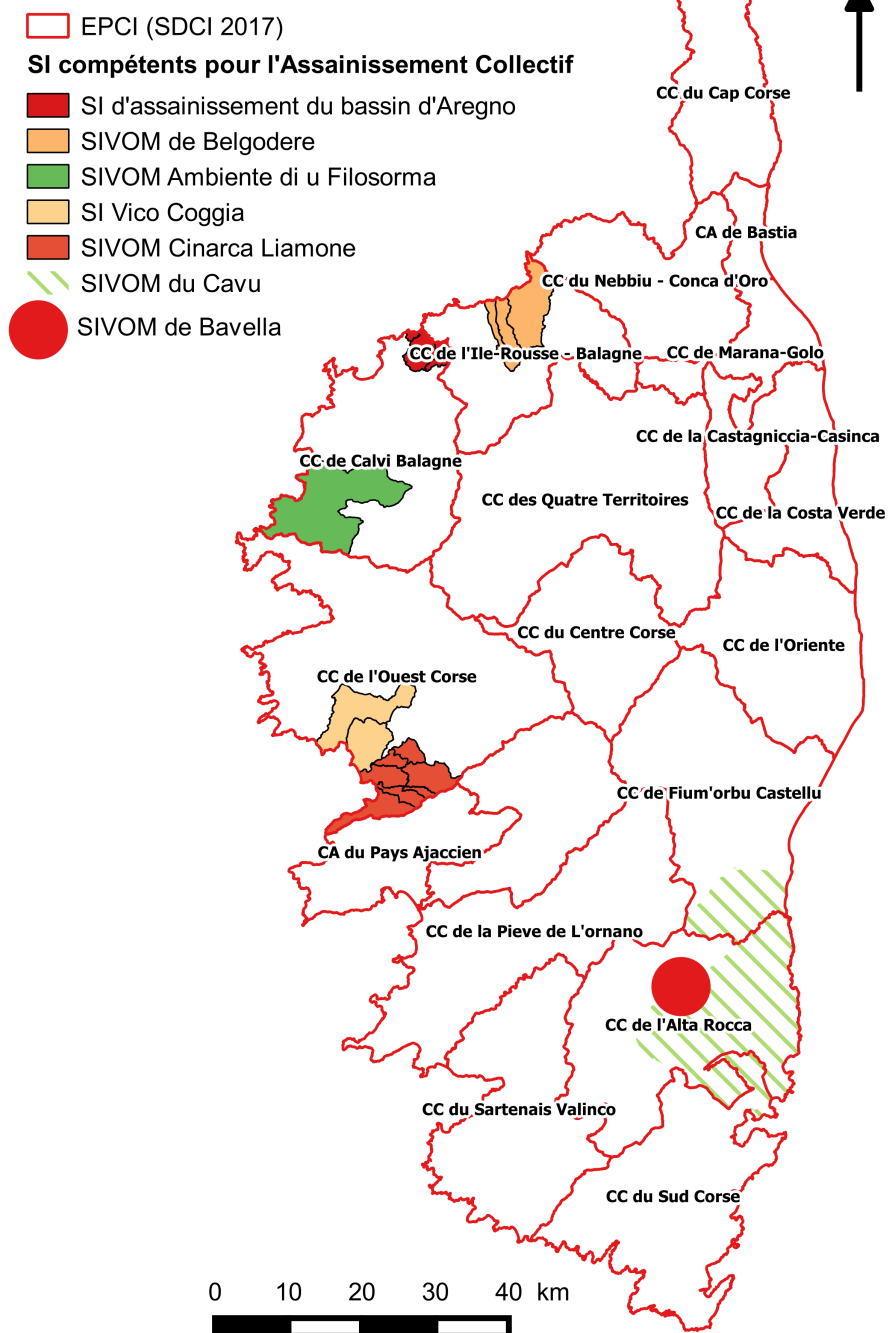 EPCI (SDCI 2017)
SI compétents pour l'Assainissement Collectif
SI d'assainissement du bassin d'Aregno
SIVOM de Belgodere
SIVOM Ambiente di u Filosorma
SI Vico Coggia
SIVOM Cinarca Liamone
SIVOM du Cavu
SIVOM de Bavella
CC du Cap Corse
CA de Bastia
CC du Nebbiu - Conca d'Oro
CC de l'Ile-Rousse - Balagne
CC de Marana-Golo
CC de la Castagniccia-Casinca
CC de Calvi Balagne
CC des Quatre Territoires
CC de la Costa Verde
CC du Centre Corse
CC de l'Oriente
CC de l'Ouest Corse
CC de Fium'orbu Castellu
CA du Pays Ajaccien
CC de la Pieve de L'ornano
CC de l'Alta Rocca
CC du Sartenais Valinco
CC du Sud Corse
0 10 20 30 40 km